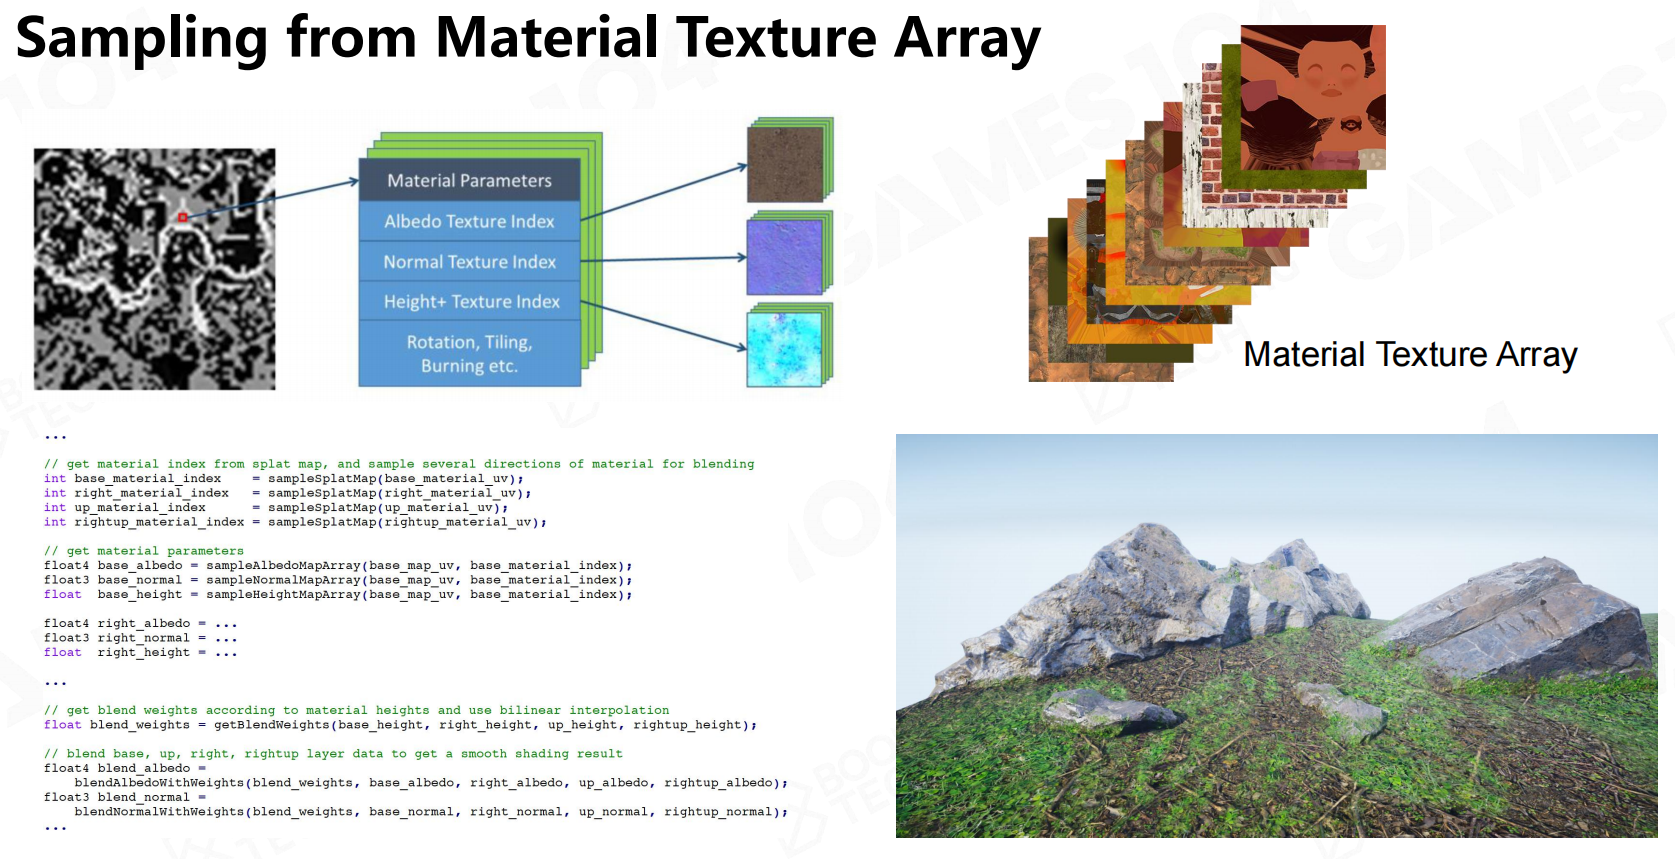 Sampling from Material Texture Array
Material Parameters
Albedo Texture Index
Normal Texture Index
Height+ Texture Index
Rotation, Tiling,
Burning etc.
Material Texture Array
...
// get material index from splat map, and sample several directions of material for blending
int base_material_index    = sampleSplatMap(base_material_uv);
int right_material_index   = sampleSplatMap(right_material_uv);
int up_material_index      = sampleSplatMap(up_material_uv);
int rightup_material_index = sampleSplatMap(rightup_material_uv);
// get material parameters
float4 base_albedo = sampleAlbedoMapArray(base_map_uv, base_material_index);
float3 base_normal = sampleNormalMapArray(base_map_uv, base_material_index);
float  base_height = sampleHeightMapArray(base_map_uv, base_material_index);
float4 right_albedo = ...
float3 right_normal = ...
float  right_height = ...
...
// get blend weights according to material heights and use bilinear interpolation
float blend_weights = getBlendWeights(base_height, right_height, up_height, rightup_height);
// blend base, up, right, rightup layer data to get a smooth shading result
float4 blend_albedo =
    blendAlbedoWithWeights(blend_weights, base_albedo, right_albedo, up_albedo, rightup_albedo);
float3 blend_normal =
    blendNormalWithWeights(blend_weights, base_normal, right_normal, up_normal, rightup_normal);
...
GAMES104
GAMES